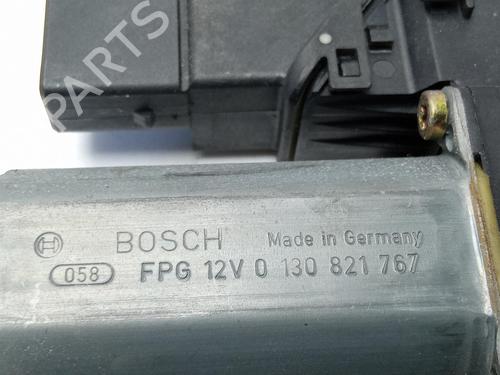 PARTS
BOSCH Made in Germany
058 FPG 12V 0 130 821 767